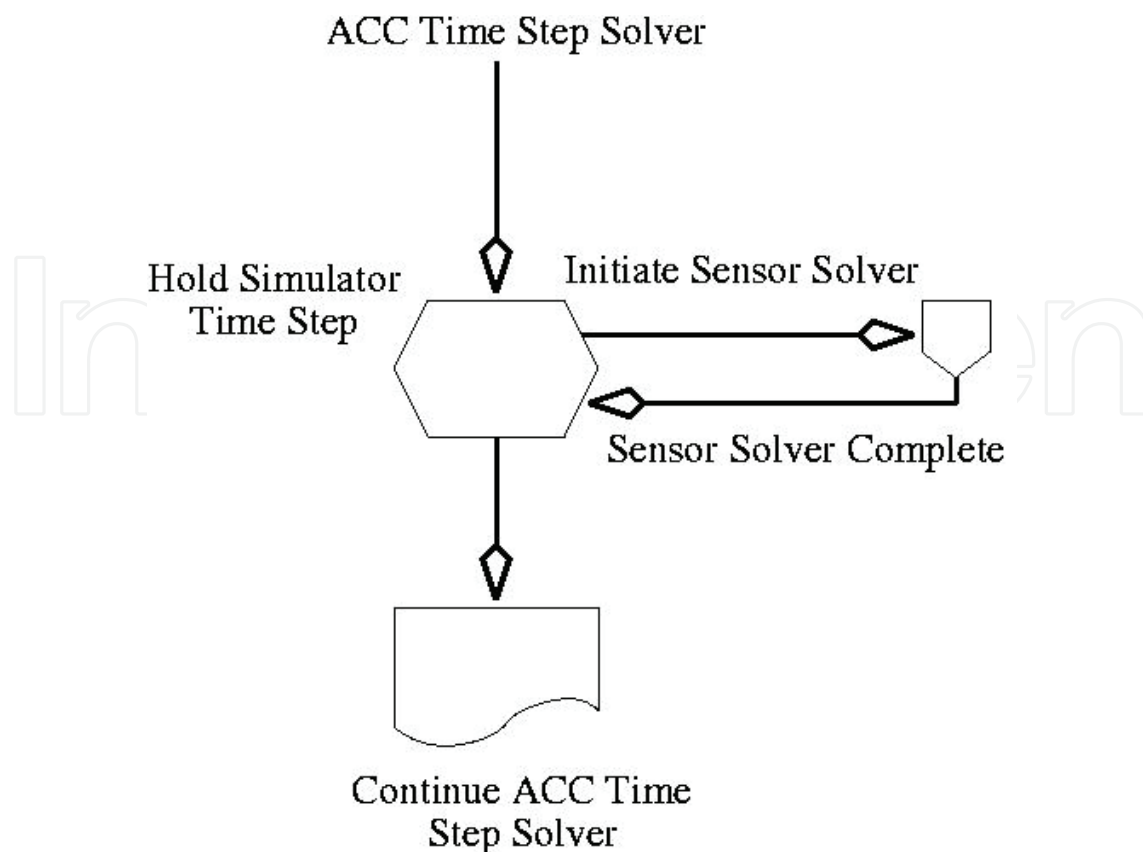 ACC Time Step Solver
Hold Simulator
Time Step
Initiate Sensor Solver
Sensor Solver Complete
Continue ACC Time
Step Solver